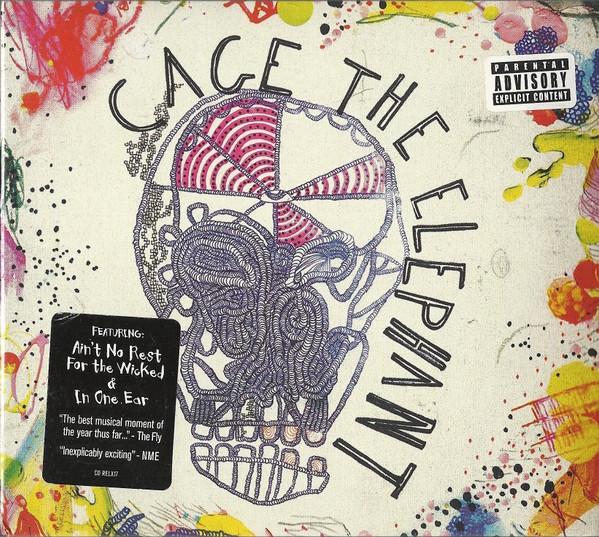 CAGE THE ELEPHANT
PARENTAL
ADVISORY
EXPLICIT CONTENT
FEATURING:
Ain't No Rest
For the Wicked
&
In One Ear
"The best musical moment of
the year thus far..." - The Fly
"Inexplicably exciting" - NME
CD RELX17